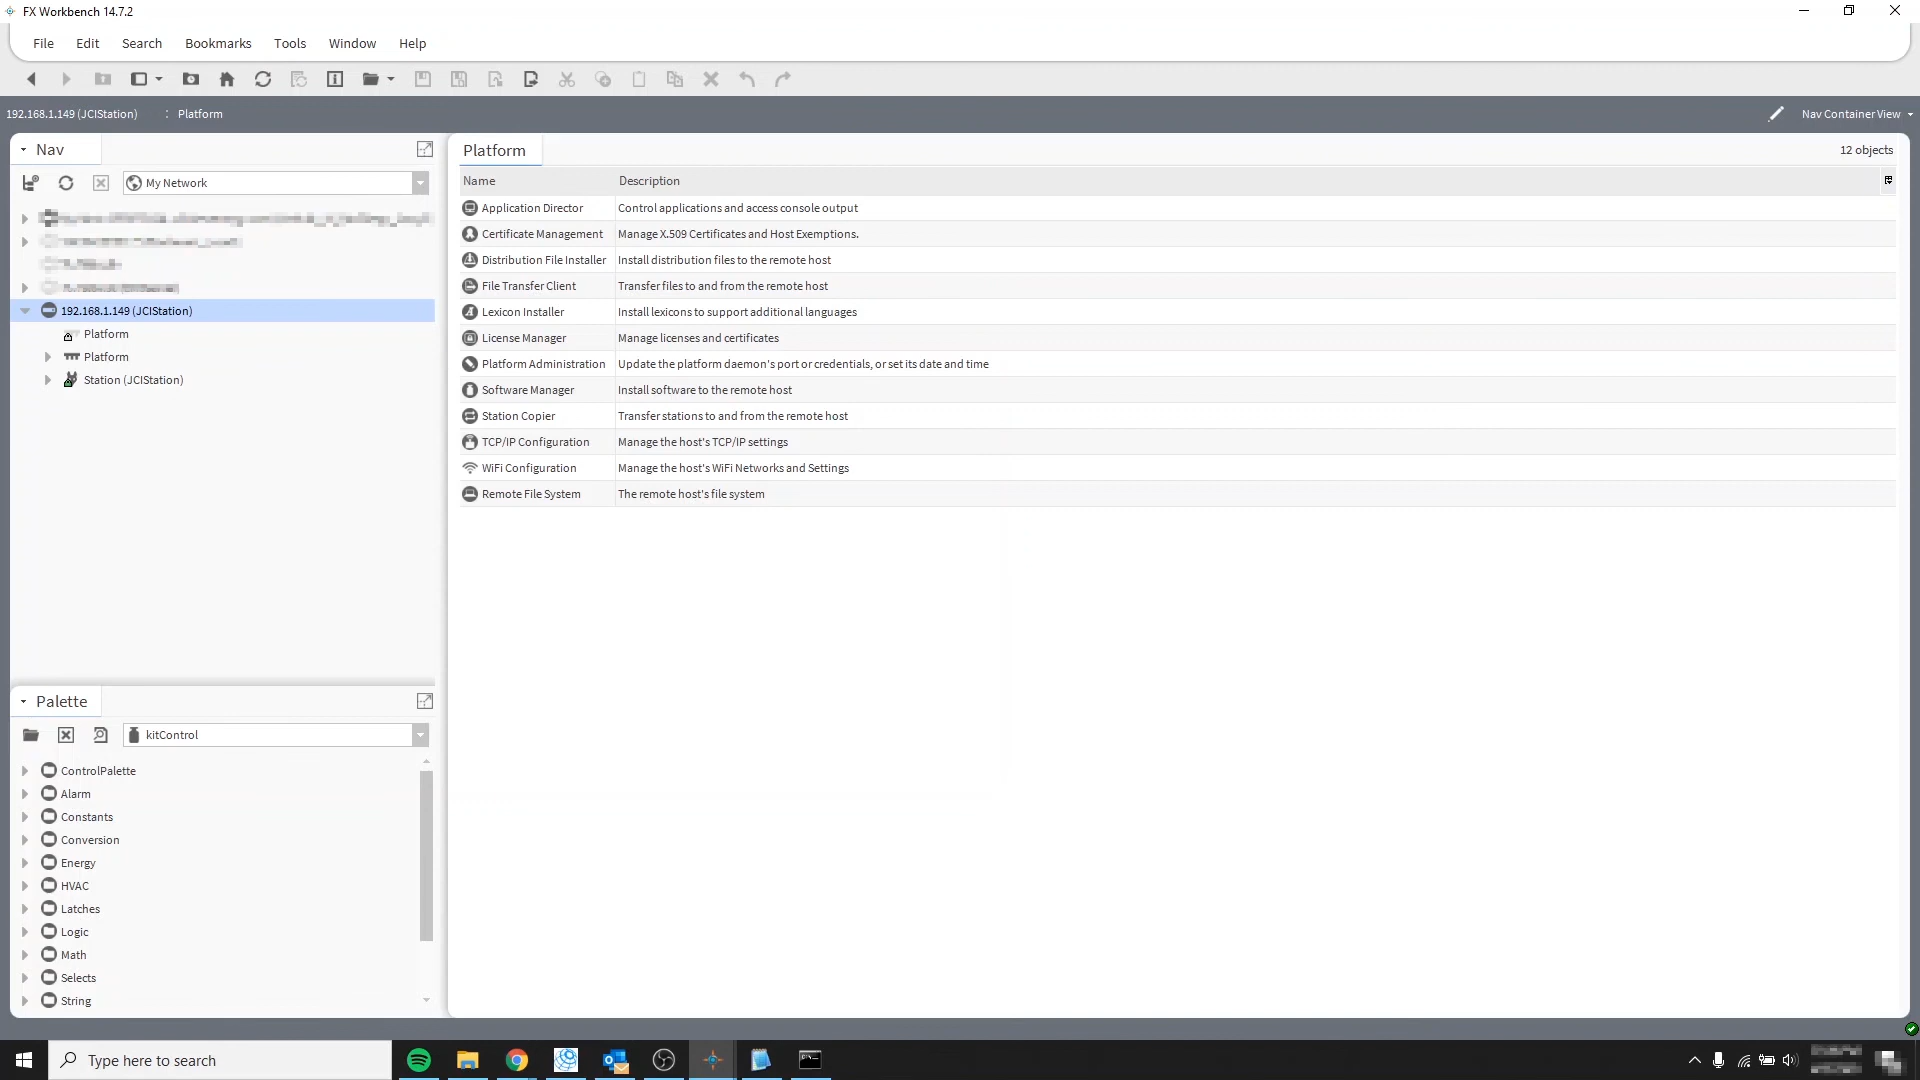 FX Workbench 14.7.2
File Edit Search Bookmarks Tools Window Help
192.168.1.149 (JCIStation) : Platform Nav Container View
Nav
My Network
192.168.1.149 (JCIStation)
Platform
Platform
Station (JCIStation)
Palette
kitControl
ControlPalette
Alarm
Constants
Conversion
Energy
HVAC
Latches
Logic
Math
Selects
String
Platform 12 objects
Name Description
Application Director Control applications and access console output
Certificate Management Manage X.509 Certificates and Host Exemptions.
Distribution File Installer Install distribution files to the remote host
File Transfer Client Transfer files to and from the remote host
Lexicon Installer Install lexicons to support additional languages
License Manager Manage licenses and certificates
Platform Administration Update the platform daemon's port or credentials, or set its date and time
Software Manager Install software to the remote host
Station Copier Transfer stations to and from the remote host
TCP/IP Configuration Manage the host's TCP/IP settings
WiFi Configuration Manage the host's WiFi Networks and Settings
Remote File System The remote host's file system
Type here to search